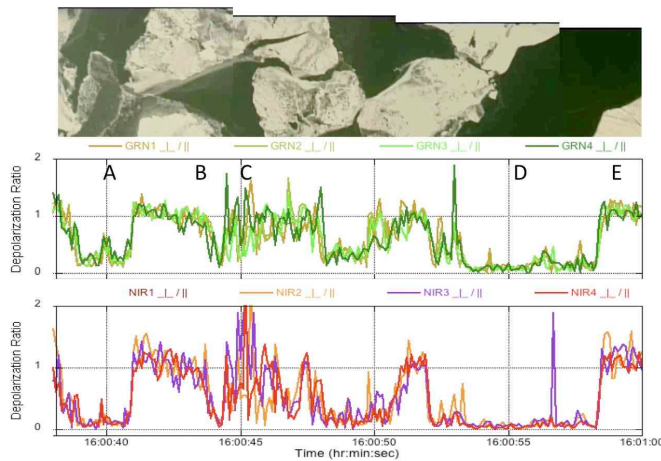 GRN1 _|_ / || GRN2 _|_ / || GRN3 _|_ / || GRN4 _|_ / ||
2
A B C D E
Depolarization Ratio
1
0
NIR1 _|_ / || NIR2 _|_ / || NIR3 _|_ / || NIR4 _|_ / ||
2
Depolarization Ratio
1
0
16:00:40 16:00:45 16:00:50 16:00:55 16:01:00
Time (hr:min:sec)